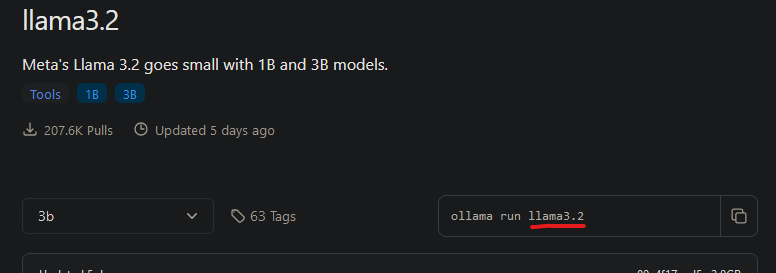 llama3.2
Meta's Llama 3.2 goes small with 1B and 3B models.
Tools 1B 3B
207.6K Pulls Updated 5 days ago
3b 63 Tags ollama run llama3.2